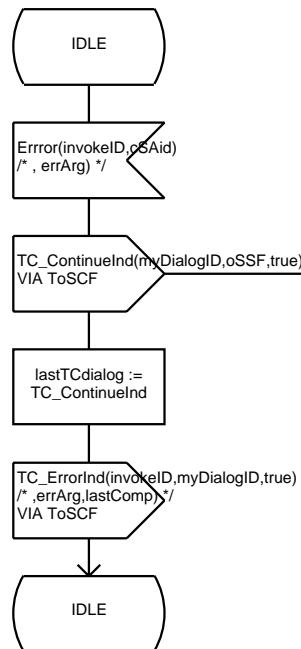 IDLE
Errror(invokeID,cSAid)
/* , errArg) */
TC_ContinueInd(myDialogID,oSSF,true)
VIA ToSCF
lastTCdialog :=
TC_ContinueInd
TC_ErrorInd(invokeID,myDialogID,true)
/* ,errArg,lastComp) */
VIA ToSCF
IDLE